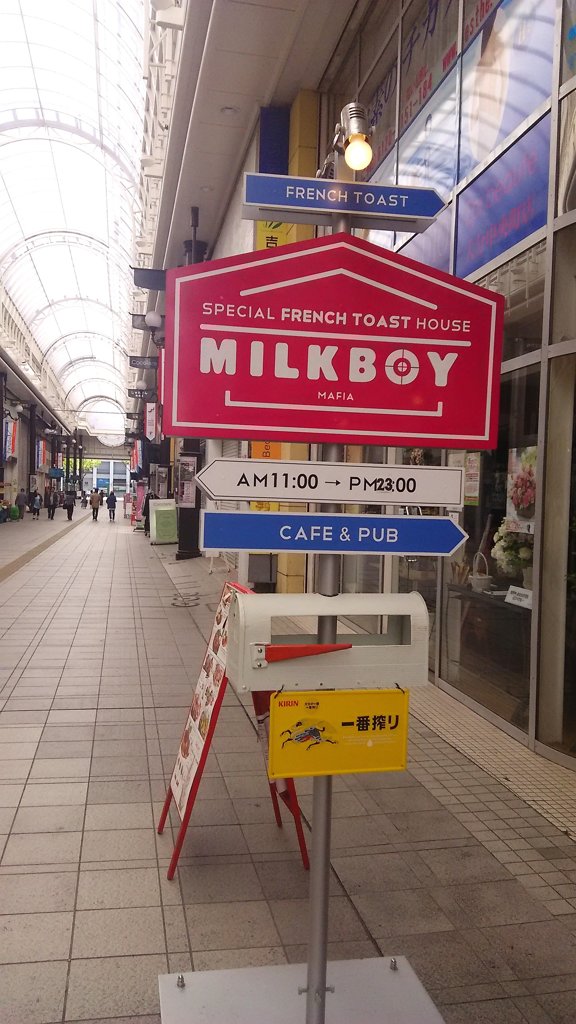 FRENCH TOAST
SPECIAL FRENCH TOAST HOUSE
MILKBOY
MAFIA
AM11:00 → PM23:00
CAFE & PUB
KIRIN
一番搾り